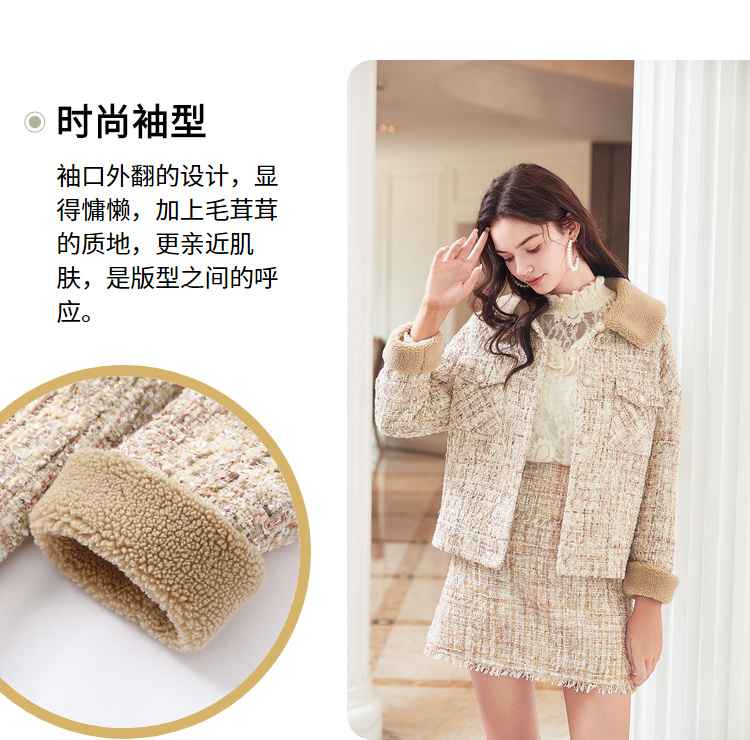 时尚袖型
袖口外翻的设计，显
得慵懒，加上毛茸茸
的质地，更亲近肌
肤，是版型之间的呼
应。